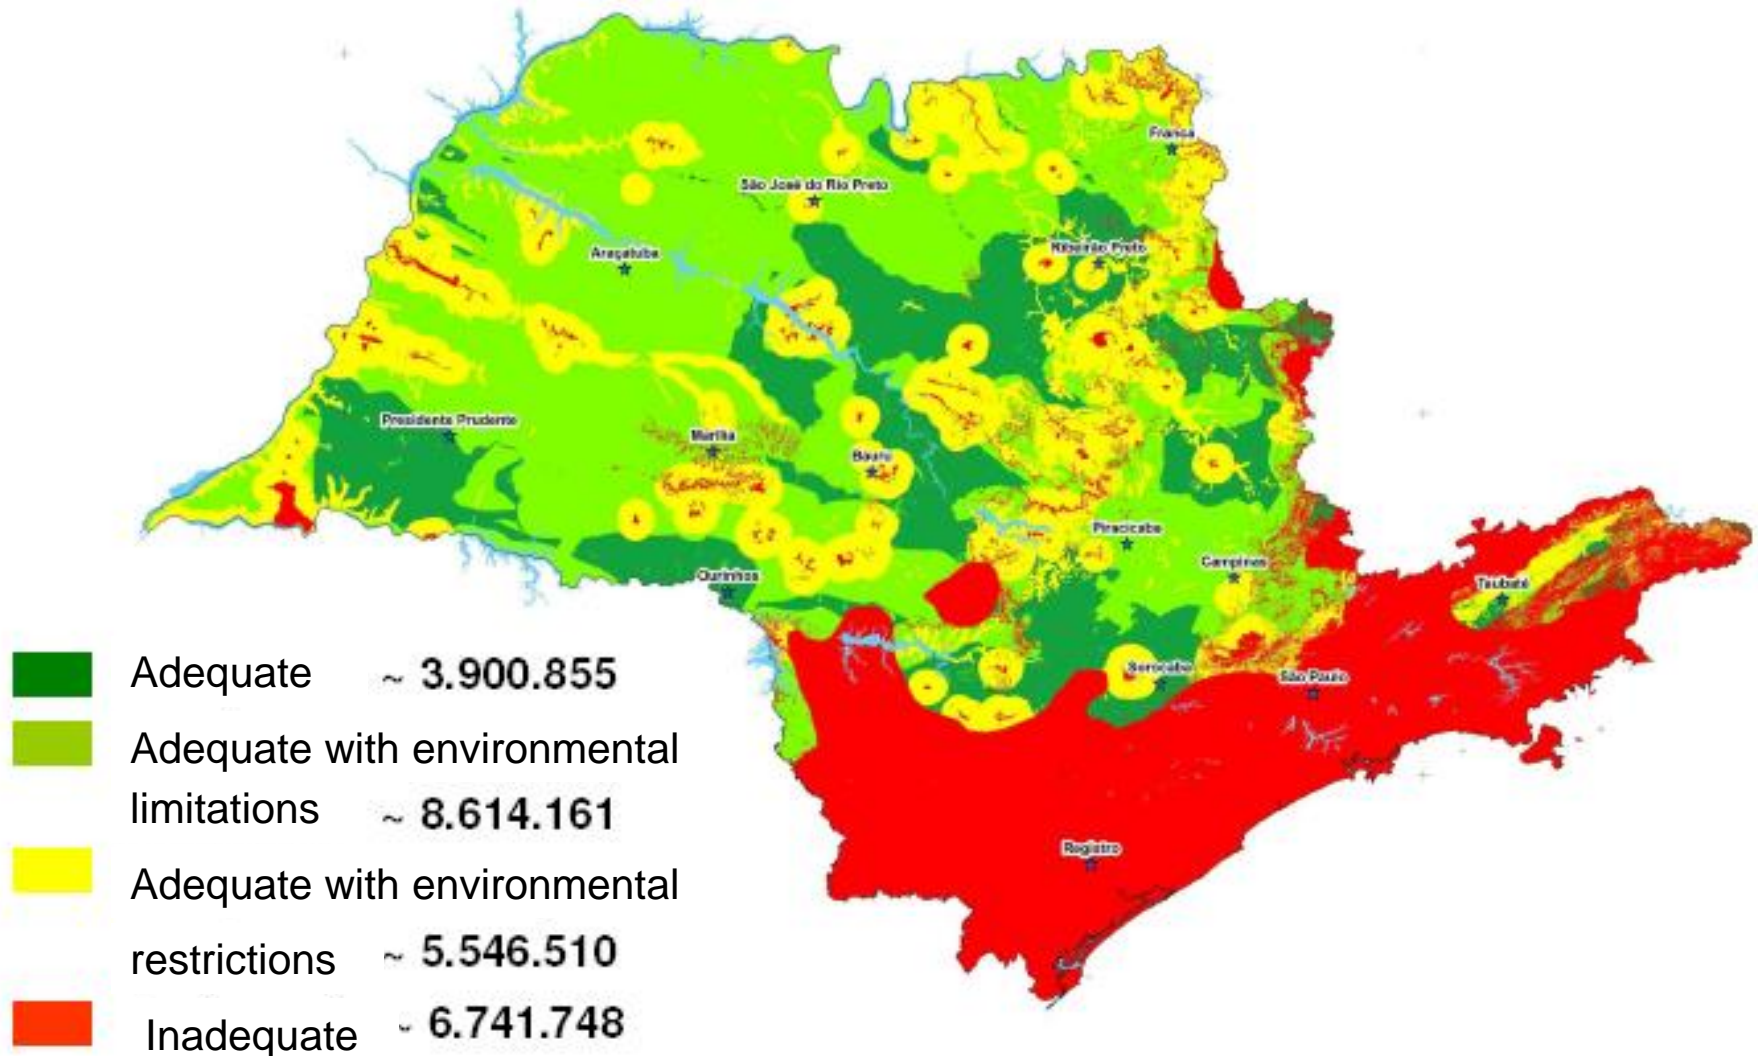 Franca
São José do Rio Preto
Ribeirão Preto
Araçatuba
Presidente Prudente
Marília
Bauru
Piracicaba
Campinas
Ourinhos
Taubaté
Sorocaba
São Paulo
Registro
Adequate ~ 3.900.855
Adequate with environmental
limitations ~ 8.614.161
Adequate with environmental
restrictions ~ 5.546.510
Inadequate ~ 6.741.748